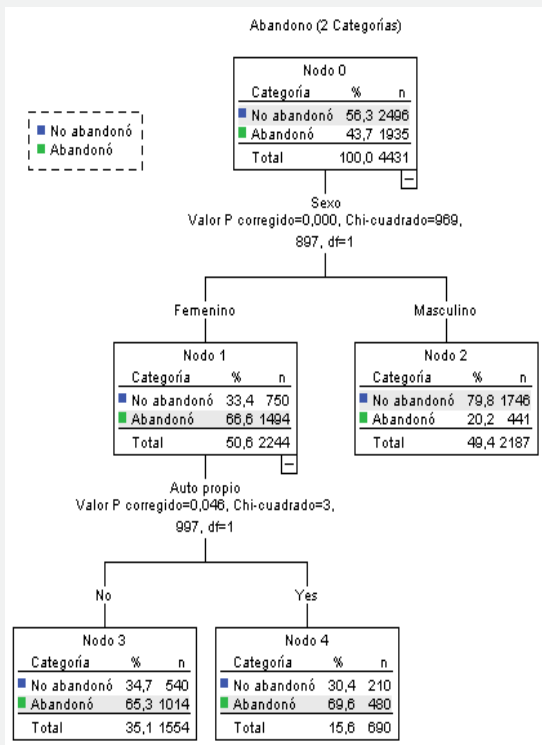 Abandono (2 Categorías)
No abandonó
Abandonó
Nodo 0
Categoría % n
No abandonó 56,3 2496
Abandonó 43,7 1935
Total 100,0 4431
Sexo
Valor P corregido=0,000, Chi-cuadrado=969,
897, df=1
Femenino
Masculino
Nodo 1
Categoría % n
No abandonó 33,4 750
Abandonó 66,6 1494
Total 50,6 2244
Nodo 2
Categoría % n
No abandonó 79,8 1746
Abandonó 20,2 441
Total 49,4 2187
Auto propio
Valor P corregido=0,046, Chi-cuadrado=3,
997, df=1
No
Yes
Nodo 3
Categoría % n
No abandonó 34,7 540
Abandonó 65,3 1014
Total 35,1 1554
Nodo 4
Categoría % n
No abandonó 30,4 210
Abandonó 69,6 480
Total 15,6 690